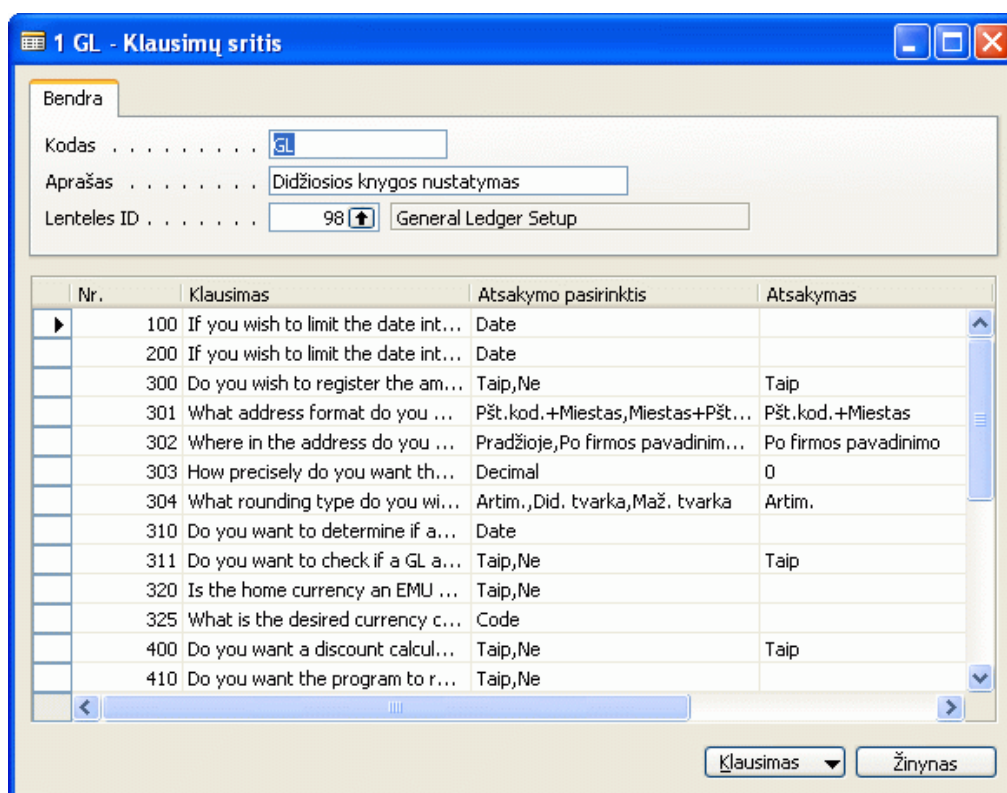 1 GL - Klausimų sritis
Bendra
Kodas . . . . . . . . . GL
Aprašas . . . . . . . . Didžiosios knygos nustatymas
Lenteles ID . . . . . . . 98 General Ledger Setup
Nr. Klausimas Atsakymo pasirinktis Atsakymas
100 If you wish to limit the date int... Date
200 If you wish to limit the date int... Date
300 Do you wish to register the am... Taip,Ne Taip
301 What address format do you ... Pšt.kod.+Miestas,Miestas+Pšt... Pšt.kod.+Miestas
302 Where in the address do you ... Pradžioje,Po firmos pavadinim... Po firmos pavadinimo
303 How precisely do you want th... Decimal 0
304 What rounding type do you wi... Artim.,Did. tvarka,Maž. tvarka Artim.
310 Do you want to determine if a... Date
311 Do you want to check if a GL a... Taip,Ne Taip
320 Is the home currency an EMU ... Taip,Ne
325 What is the desired currency c... Code
400 Do you want a discount calcul... Taip,Ne Taip
410 Do you want the program to r... Taip,Ne
Klausimas Žinynas